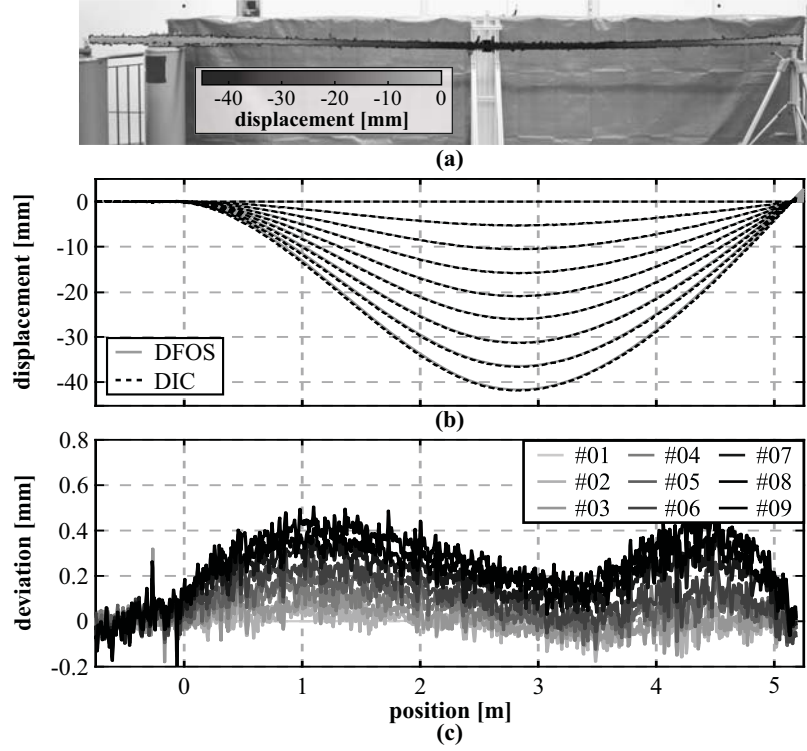 -40 -30 -20 -10 0
displacement [mm]
(a)
displacement [mm]
0
-10
-20
-30
-40
DFOS
DIC
(b)
deviation [mm]
0.8
0.6
0.4
0.2
0
-0.2
#01 #04 #07
#02 #05 #08
#03 #06 #09
0 1 2 3 4 5
position [m]
(c)